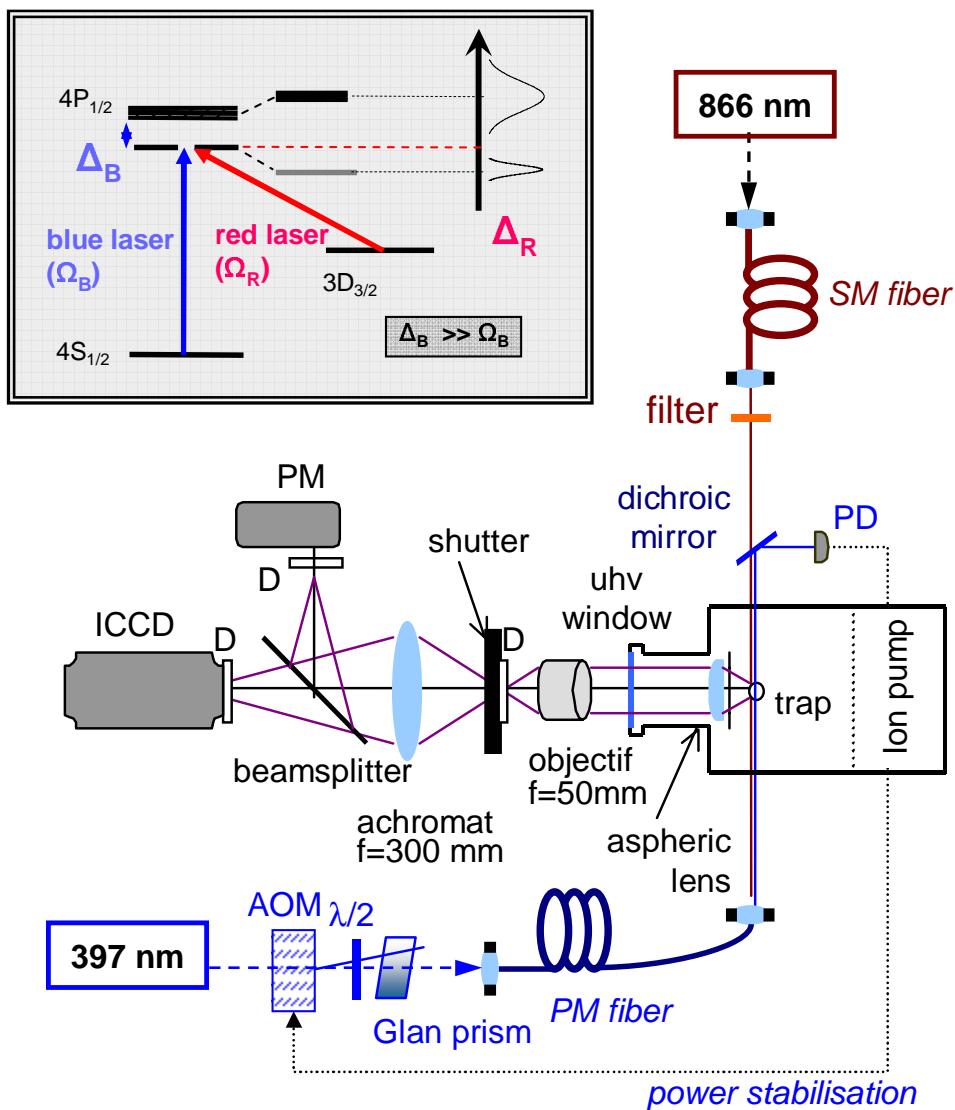 4P1/2
ΔB
blue laser
(ΩB)
red laser
(ΩR)
ΔR
3D3/2
ΔB >> ΩB
4S1/2
866 nm
SM fiber
filter
PM
dichroic
mirror
PD
shutter
D
uhv
window
ICCD
D
D
trap
Ion pump
beamsplitter
objectif
f=50mm
achromat
f=300 mm
aspheric
lens
AOM
λ/2
397 nm
PM fiber
Glan prism
power stabilisation